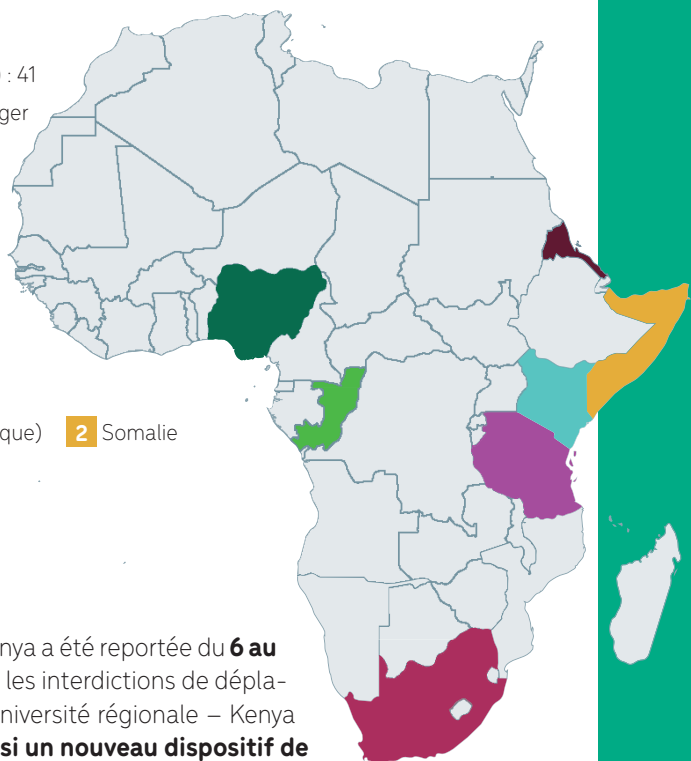 : 41
ger
que) 2 Somalie
nya a été reportée du 6 au
les interdictions de dépla-
niversité régionale – Kenya
si un nouveau dispositif de